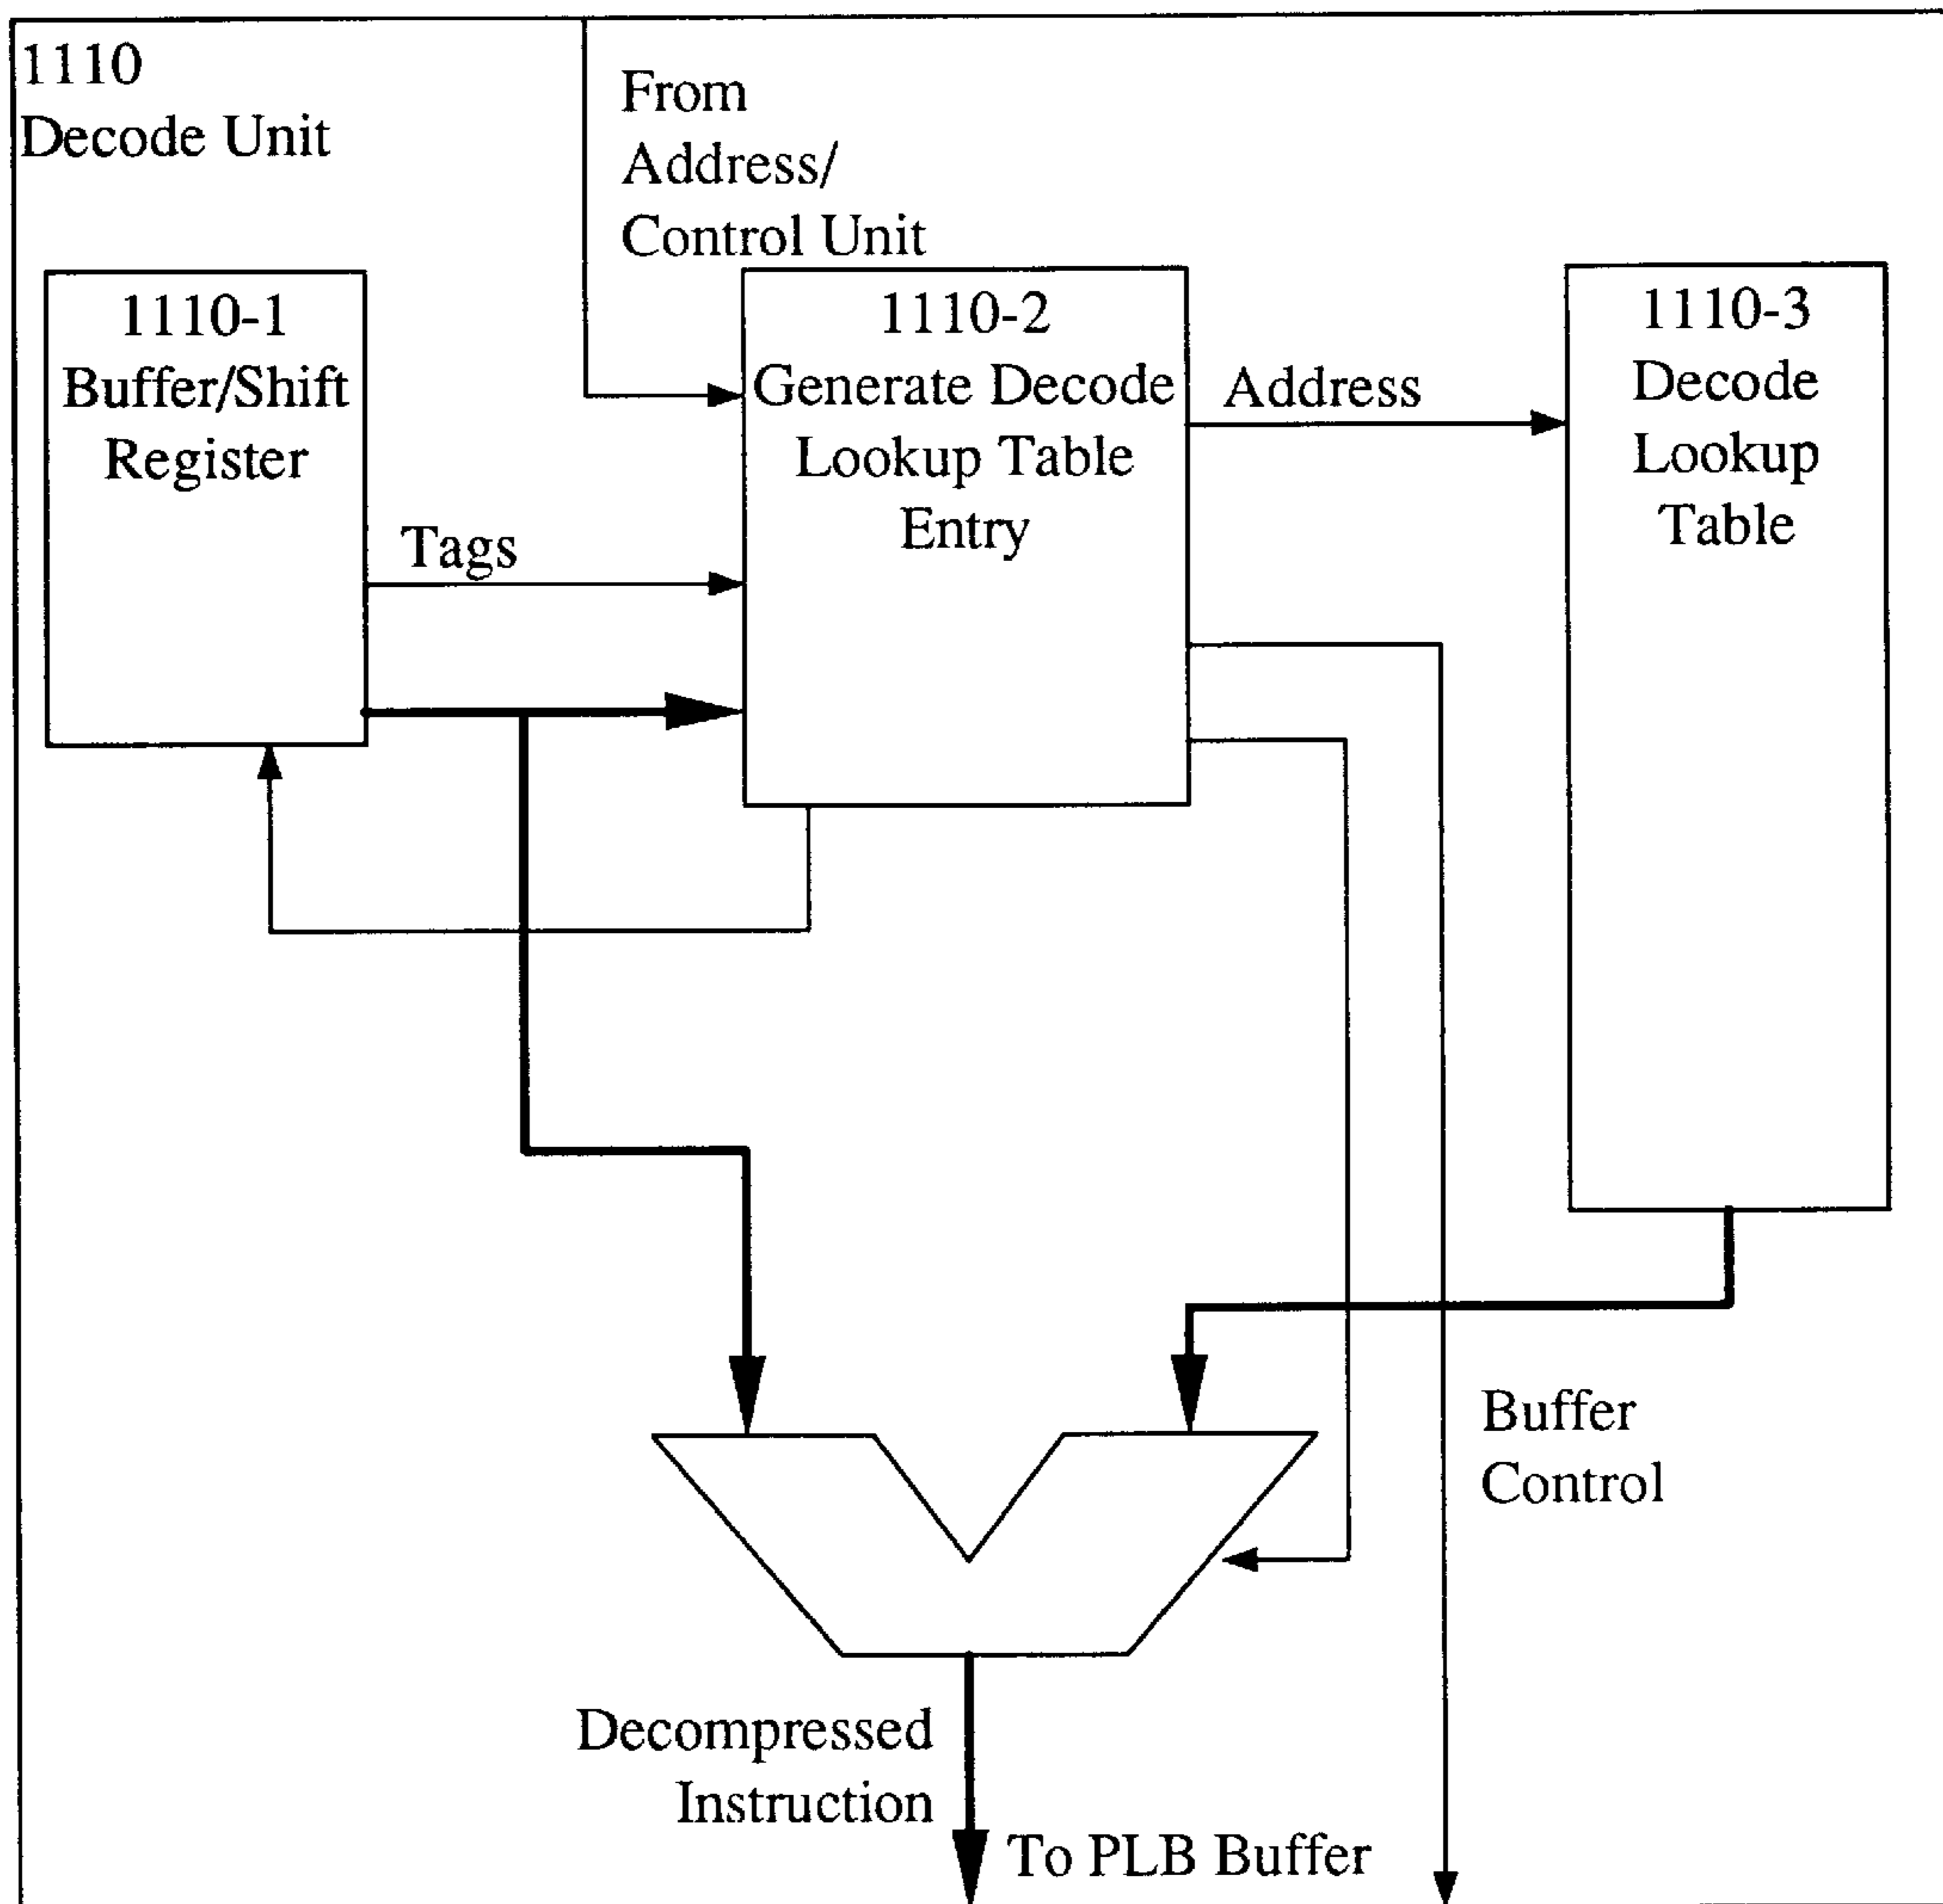 1110
Decode Unit
From
Address/
Control Unit
1110-1
Buffer/Shift
Register
1110-2
Generate Decode
Lookup Table
Entry
1110-3
Decode
Lookup
Table
Address
Tags
Buffer
Control
Decompressed
Instruction
To PLB Buffer